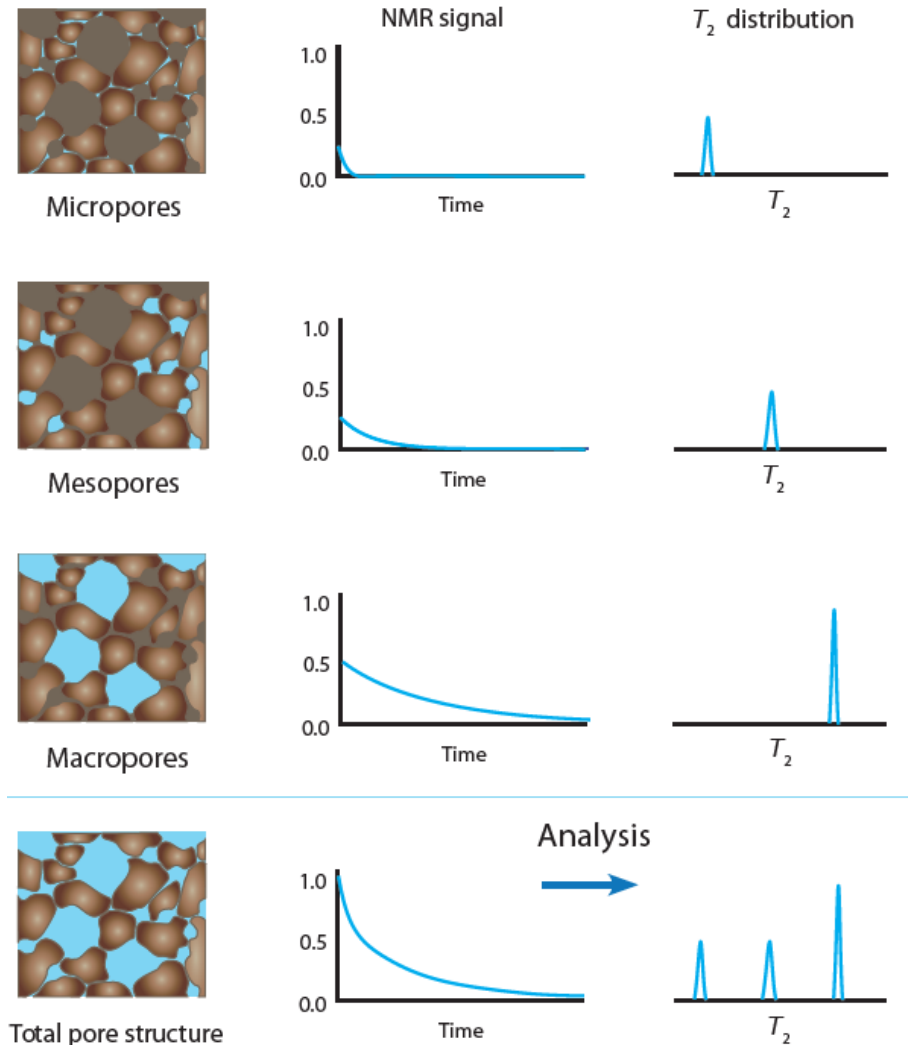 NMR signal
T2 distribution
1.0
0.5
0.0
Micropores
Time
T2
1.0
0.5
0.0
Mesopores
Time
T2
1.0
0.5
0.0
Macropores
Time
T2
Analysis
1.0
0.5
0.0
Total pore structure
Time
T2